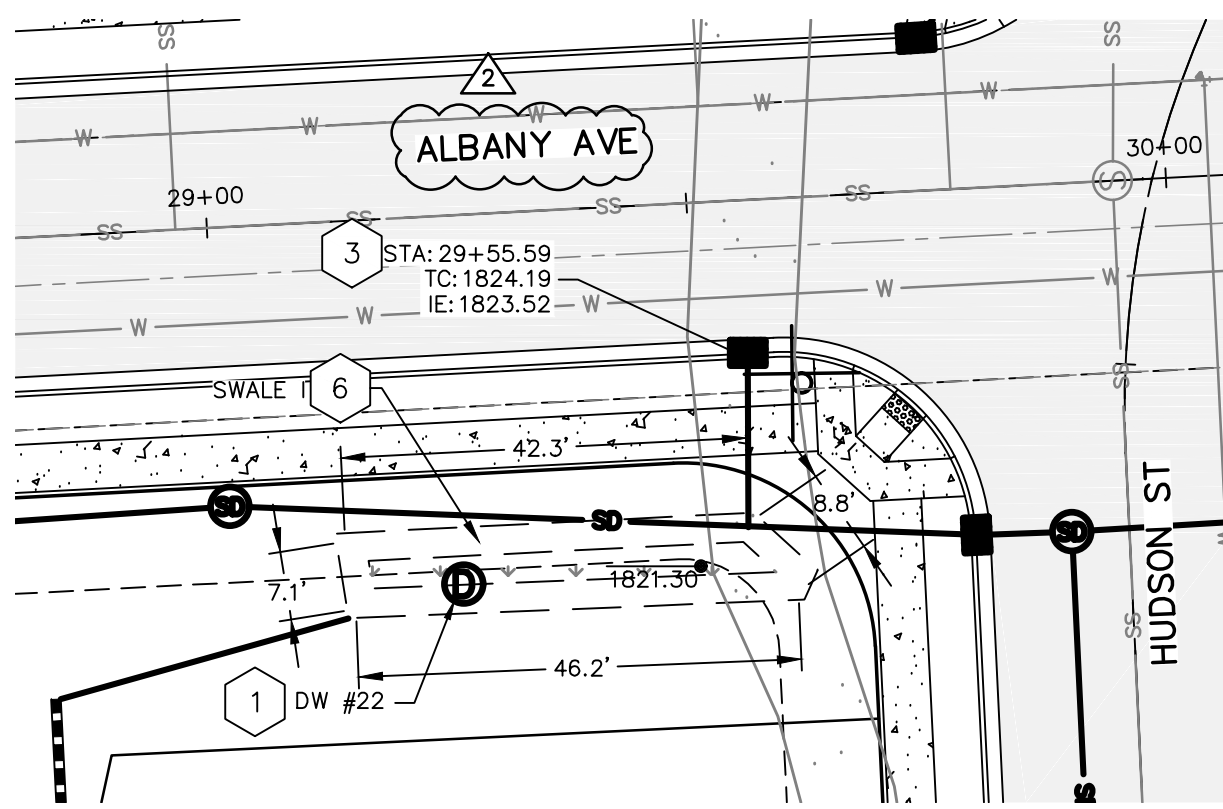 SS
SS
2
W
W
W
W
W
ALBANY AVE
30+00
29+00
S
SS
SS
SS
SS
3
STA: 29+55.59
TC: 1824.19
IE: 1823.52
W
W
W
W
W
SS
SWALE
6
42.3'
8.8'
SD
SD
SD
HUDSON ST
7.1'
D
1821.30
SS
46.2'
1
DW #22